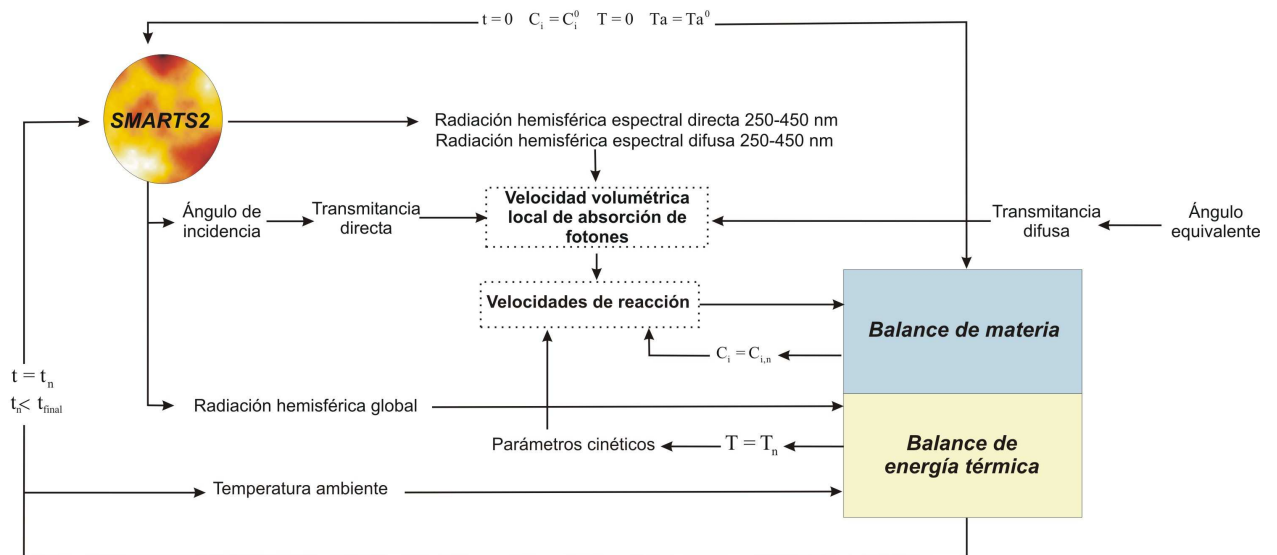 t = 0 C_i = C_i^0 T = 0 Ta = Ta^0
SMARTS2
Radiación hemisférica espectral directa 250-450 nm
Radiación hemisférica espectral difusa 250-450 nm
Ángulo de
incidencia
Transmitancia
directa
Velocidad volumétrica
local de absorción de
fotones
Transmitancia
difusa
Ángulo
equivalente
Velocidades de reacción
Balance de materia
C_i = C_{i,n}
t = t_n
t_n < t_final
Radiación hemisférica global
Parámetros cinéticos
T = T_n
Balance de
energía térmica
Temperatura ambiente